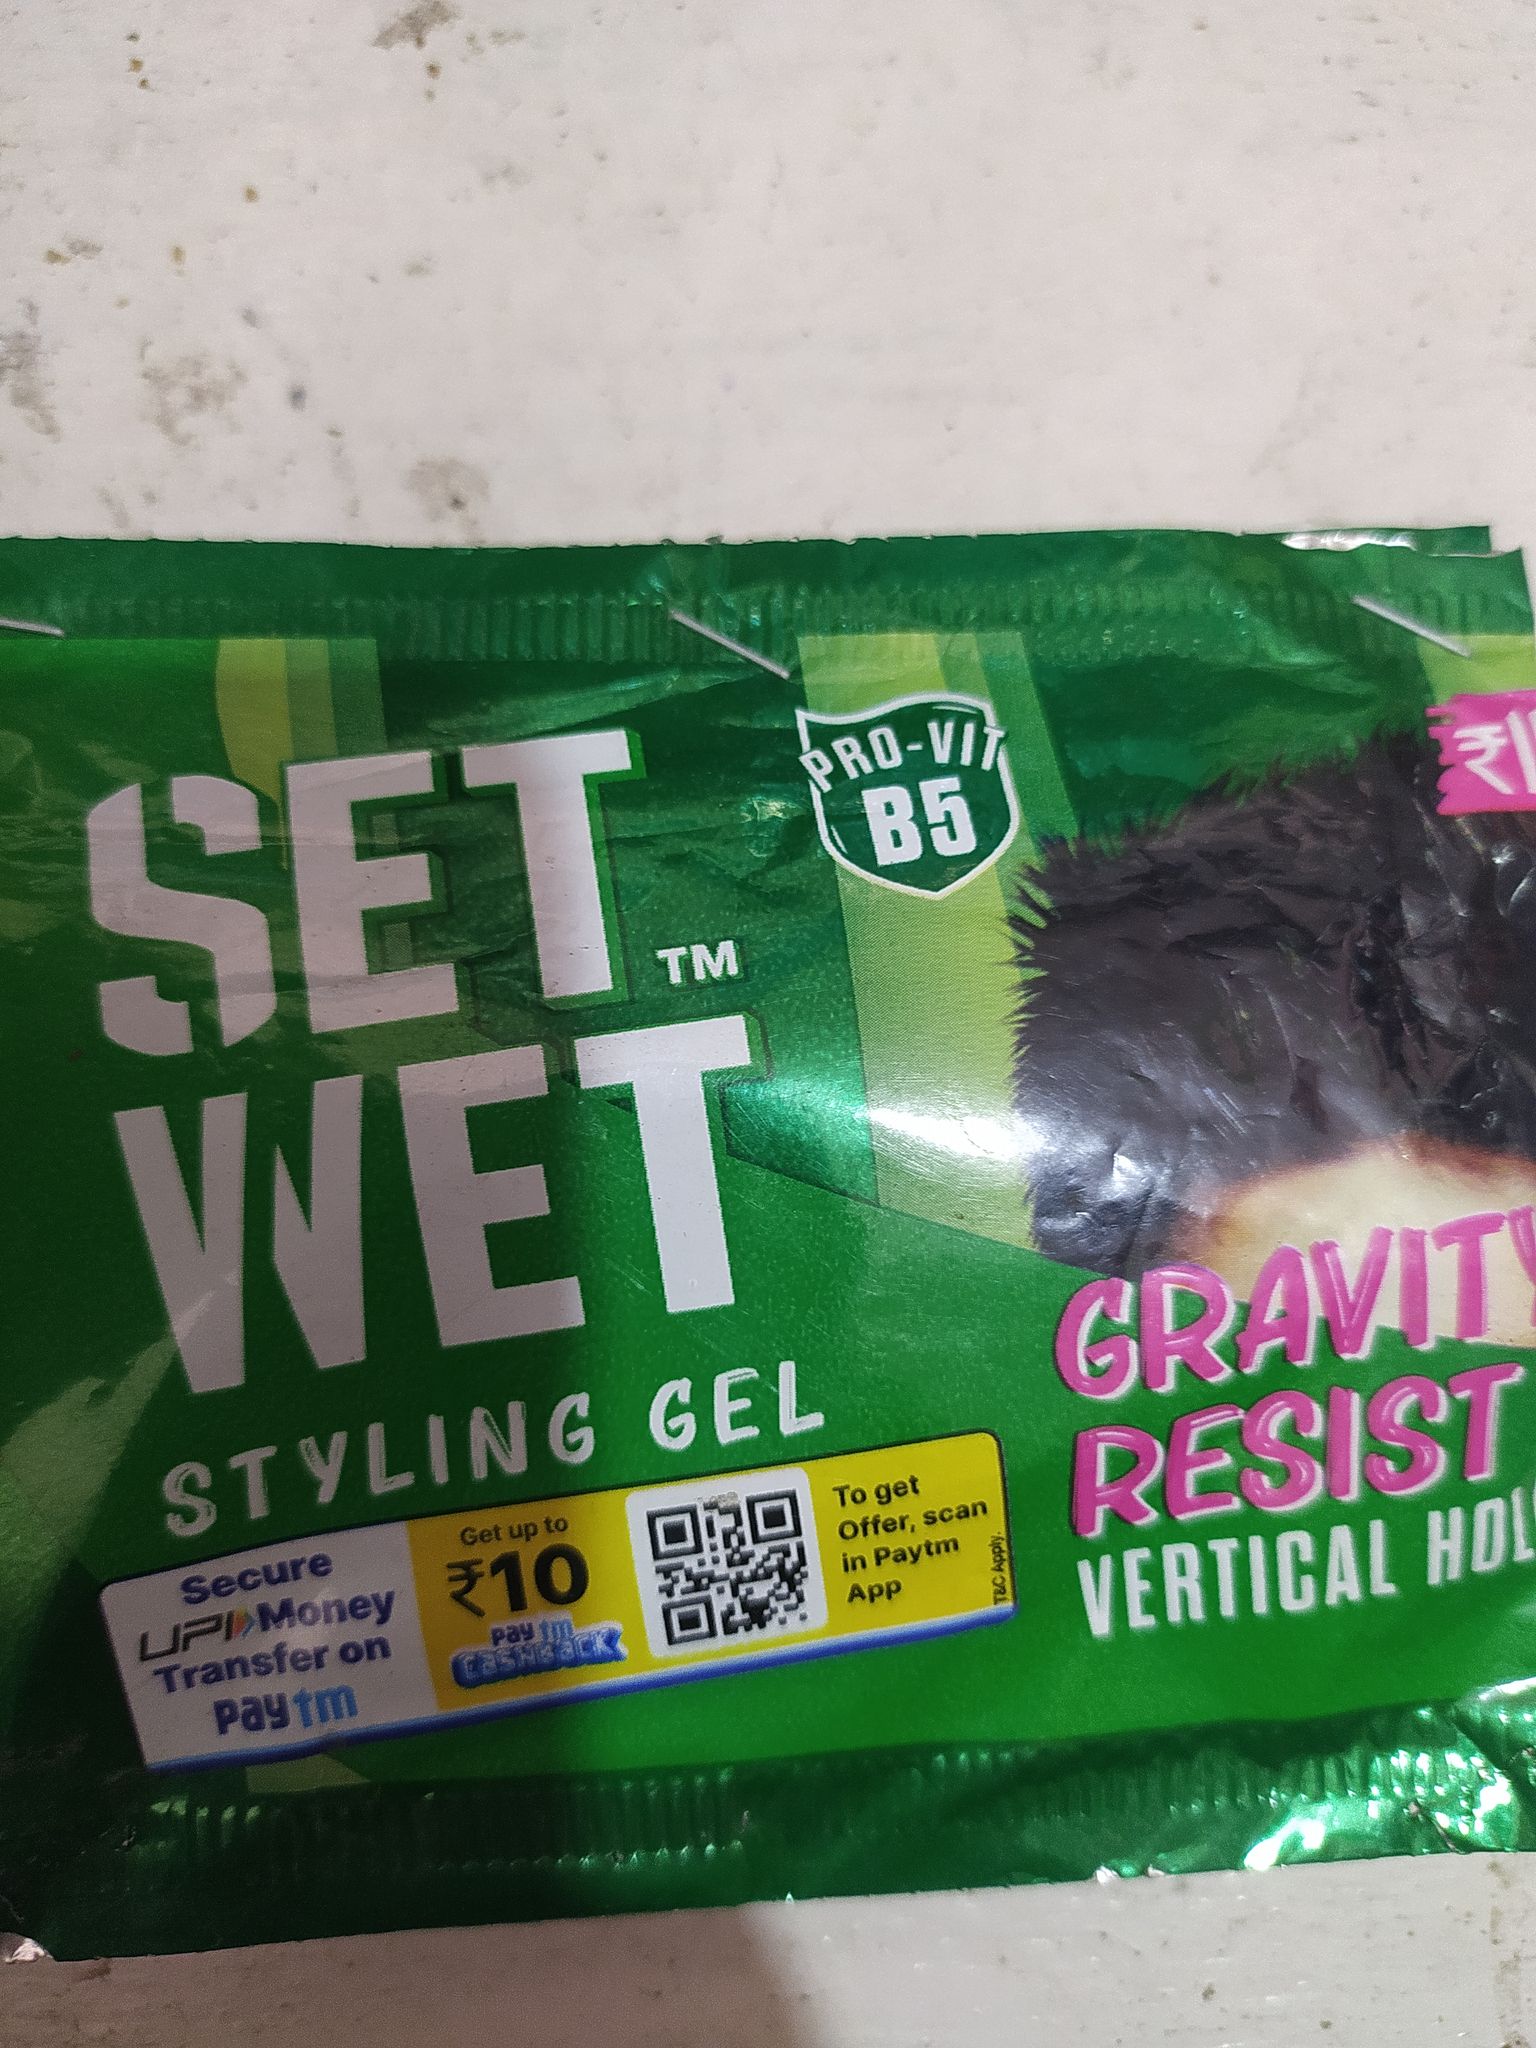 SET
WET
TM
STYLING GEL
PRO-VIT
B5
₹
GRAVITY
RESIST
VERTICAL HOL
Secure
UPI Money
Transfer on
paytm
Get up to
₹10
paytm
CASHBACK
To get
Offer, scan
in Paytm
App
T&C Apply.